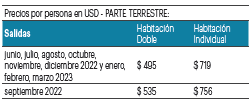 Precios por persona en USD - PARTE TERRESTRE:
Salidas
Habitación Doble
Habitación Individual
junio, julio, agosto, octubre,
noviembre, diciembre 2022 y enero,
febrero, marzo 2023
$ 495
$ 719
septiembre 2022
$ 535
$ 756